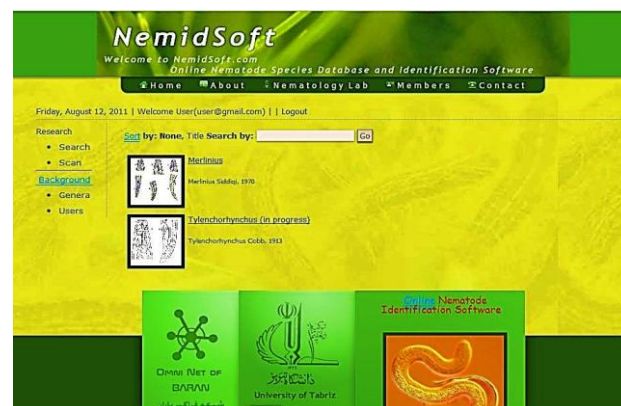 NemidSoft
Welcome to NemidSoft.com
Online Nematode Species Database and Identification Software
Home About Nematology Lab Members Contact
Friday, August 12, 2011 | Welcome User(user@gmail.com) | | Logout
Research
Search
Scan
Background
Genera
Users
Sort by: None, Title Search by: Go
Merlinius
Merlinius Siddiqi, 1970
Tylenchorhynchus (in progress)
Tylenchorhynchus Cobb, 1913
Omni Net of
BARAN
دانشگاه تبریز
University of Tabriz
Online Nematode
Identification Software